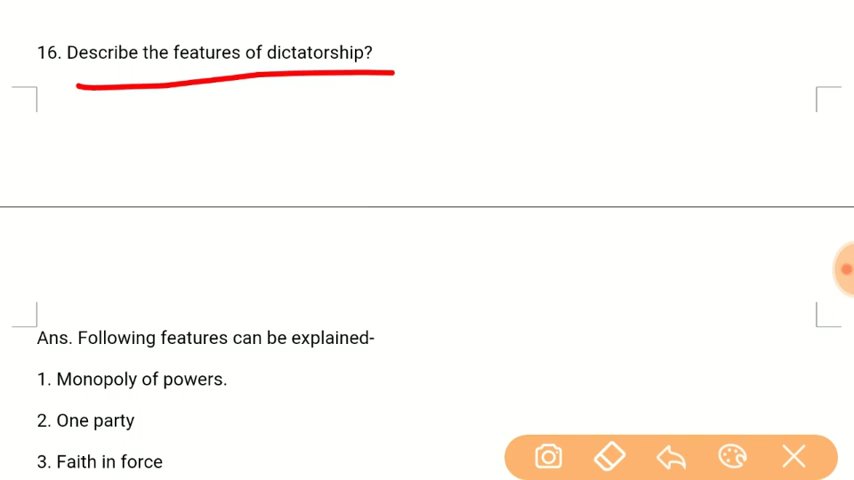 16. Describe the features of dictatorship?
Ans. Following features can be explained-
1. Monopoly of powers.
2. One party
3. Faith in force